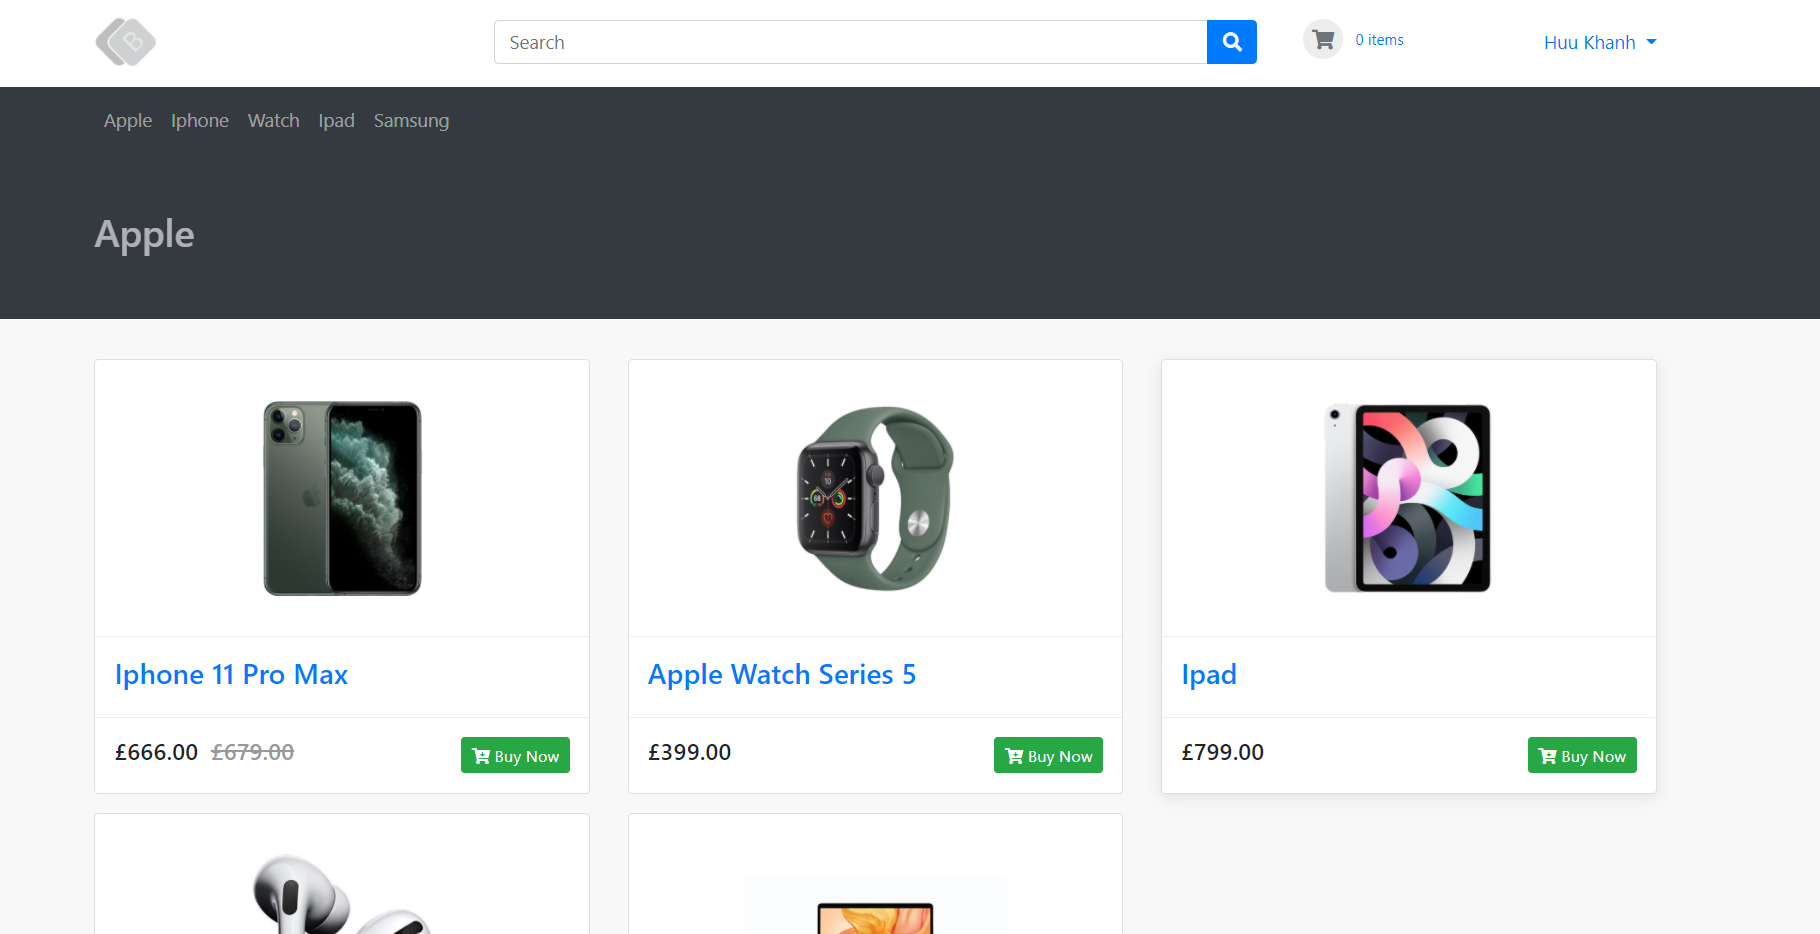 B
Search
0 items
Huu Khanh
Apple Iphone Watch Ipad Samsung
Apple
Iphone 11 Pro Max
£666.00 £679.00 Buy Now
Apple Watch Series 5
£399.00 Buy Now
Ipad
£799.00 Buy Now